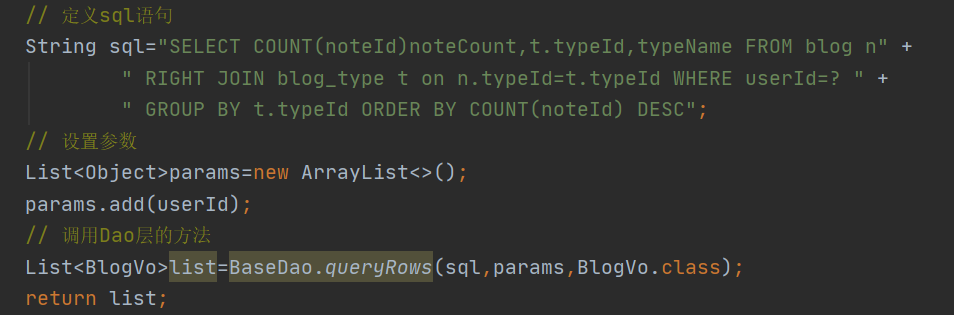 // 定义sql语句
String sql="SELECT COUNT(noteId)noteCount,t.typeId,typeName FROM blog n" +
" RIGHT JOIN blog_type t on n.typeId=t.typeId WHERE userId=? " +
" GROUP BY t.typeId ORDER BY COUNT(noteId) DESC";
// 设置参数
List<Object>params=new ArrayList<>();
params.add(userId);
// 调用Dao层的方法
List<BlogVo>list=BaseDao.queryRows(sql,params,BlogVo.class);
return list;